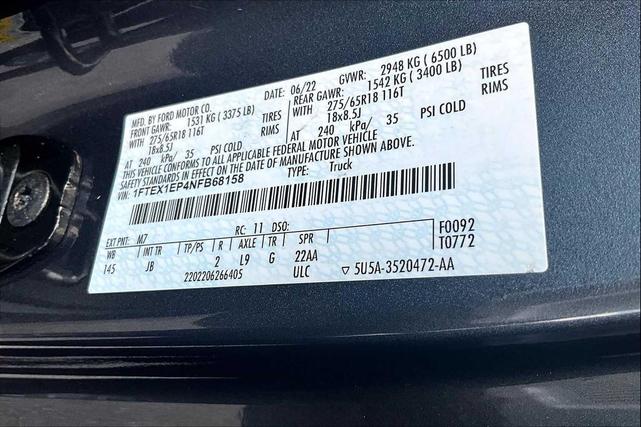 MFD. BY FORD MOTOR CO.
DATE: 06/22 GVWR: 2948 KG ( 6500 LB)
FRONT GAWR: 1531 KG ( 3375 LB) REAR GAWR: 1542 KG ( 3400 LB)
WITH 275/65R18 116T TIRES WITH 275/65R18 116T TIRES
18x8.5J RIMS 18x8.5J RIMS
AT 240 kPa/ 35 PSI COLD AT 240 kPa/ 35 PSI COLD
THIS VEHICLE CONFORMS TO ALL APPLICABLE FEDERAL MOTOR VEHICLE
SAFETY STANDARDS IN EFFECT ON THE DATE OF MANUFACTURE SHOWN ABOVE
VIN: 1FTEX1EP4NFB68158 TYPE: Truck
EXT PNT: M7 RC: 11 DSO: F0092
WB INT TR TP/PS R AXLE TR SPR T0772
145 JB 2 L9 G 22AA
2202206266405 ULC ▽ 5U5A-3520472-AA